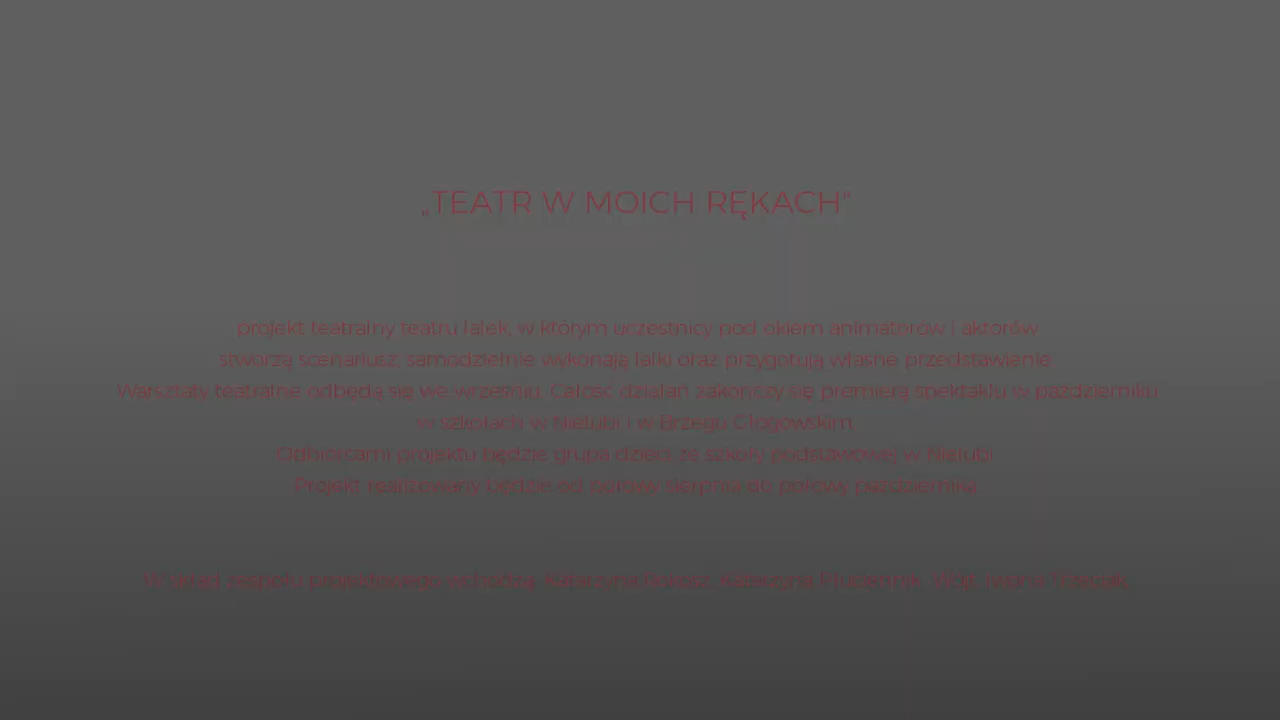 „TEATR W MOICH RĘKACH”
projekt teatralny teatru lalek, w którym uczestnicy pod okiem animatorów i aktorów
stworzą scenariusz, samodzielnie wykonają lalki oraz przygotują własne przedstawienie.
Warsztaty teatralne odbędą się we wrześniu. Całość działań zakończy się premierą spektaklu w październiku
w szkołach w Nielubi i w Brzegu Głogowskim.
Odbiorcami projektu będzie grupa dzieci ze szkoły podstawowej w Nielubi.
Projekt realizowany będzie od połowy sierpnia do połowy października.
W skład zespołu projektowego wchodzą: Katarzyna Katarzyna